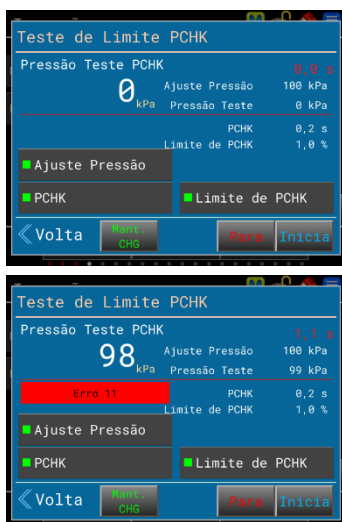 Teste de Limite PCHK
Pressão Teste PCHK
0,0 s
0 kPa
Ajuste Pressão 100 kPa
Pressão Teste 0 kPa
PCHK 0,2 s
Limite de PCHK 1,0 %
Ajuste Pressão
PCHK
Limite de PCHK
Volta
Mant.
CHG
Para
Inicia
Teste de Limite PCHK
Pressão Teste PCHK
1,1 s
98 kPa
Ajuste Pressão 100 kPa
Pressão Teste 99 kPa
Erro 11
PCHK 0,2 s
Limite de PCHK 1,0 %
Ajuste Pressão
PCHK
Limite de PCHK
Volta
Mant.
CHG
Para
Inicia